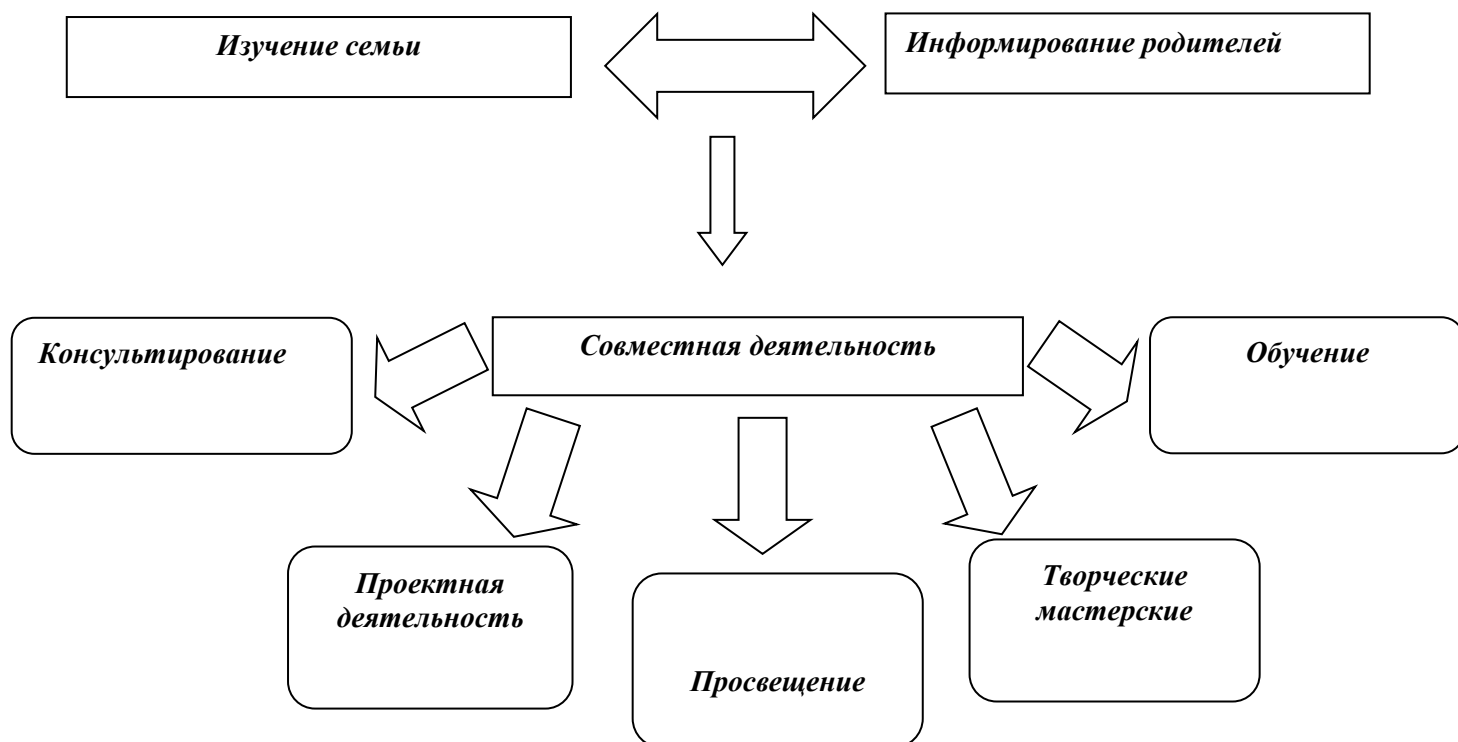 Изучение семьи
Информирование родителей
Консультирование
Совместная деятельность
Обучение
Проектная
деятельность
Просвещение
Творческие
мастерские